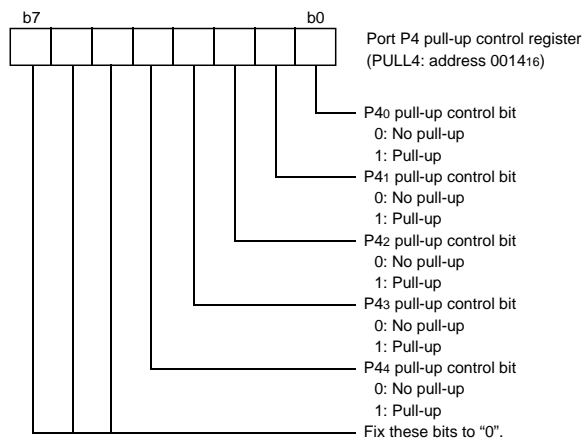 b7 b0
Port P4 pull-up control register
(PULL4: address 001416)
P40 pull-up control bit
0: No pull-up
1: Pull-up
P41 pull-up control bit
0: No pull-up
1: Pull-up
P42 pull-up control bit
0: No pull-up
1: Pull-up
P43 pull-up control bit
0: No pull-up
1: Pull-up
P44 pull-up control bit
0: No pull-up
1: Pull-up
Fix these bits to “0”.